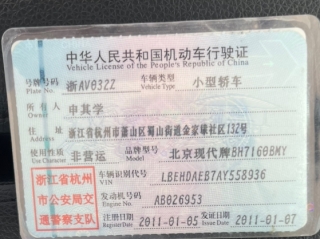 中华人民共和国机动车行驶证
Vehicle License of the People's Republic of China
号牌号码 浙AV032Z 车辆类型 小型轿车
Plate No. Vehicle Type
所有人 申其学
Owner
住址 浙江省杭州市萧山区蜀山街道金家埭社区132号
Address
使用性质 非营运 品牌型号 北京现代牌BH7160BMY
Use Character Model
浙江省杭州市公安局交通警察支队
车辆识别代号 LBEHDAEB7AY558936
VIN
发动机号码 AB026953
Engine No.
注册日期 2011-01-05 发证日期 2011-01-07
Register Date Issue Date